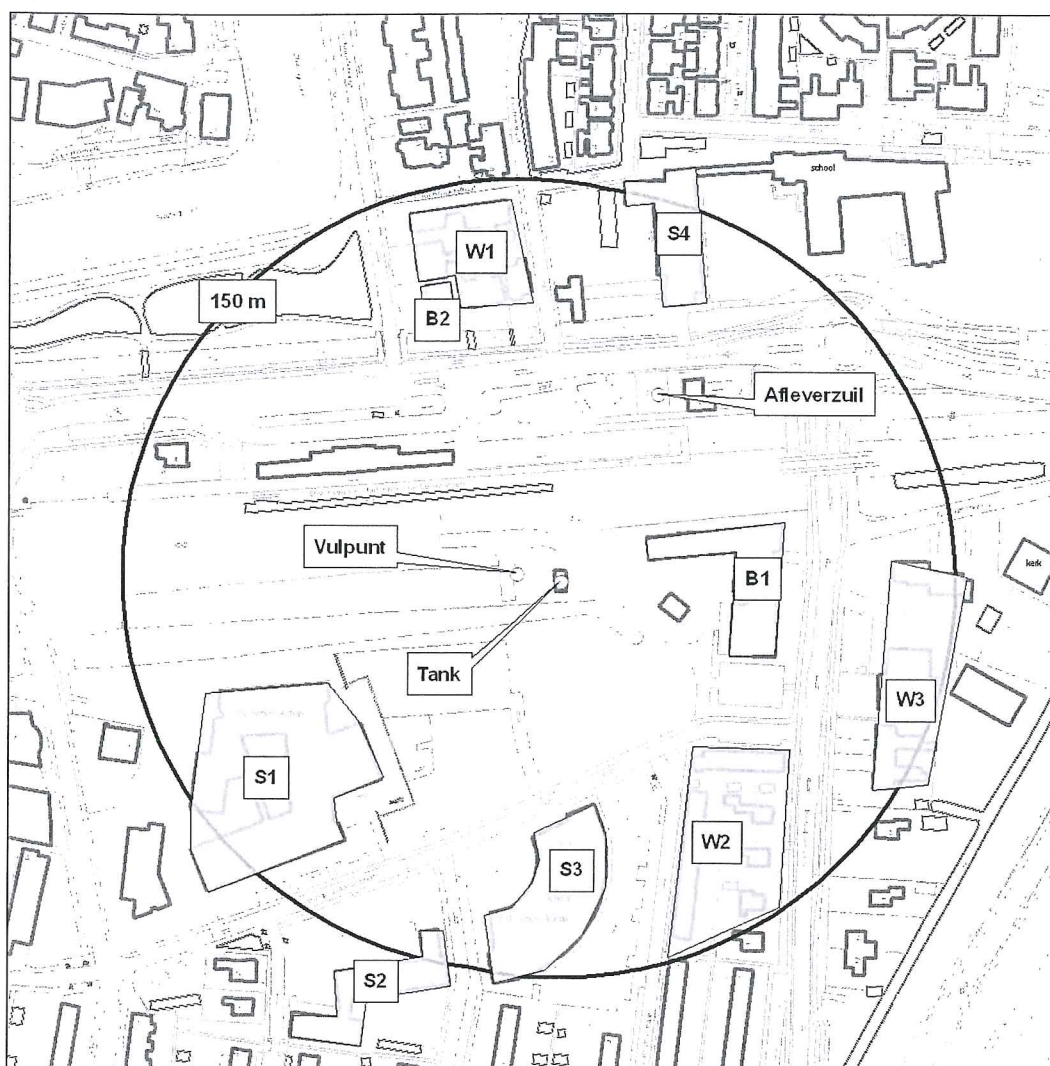 school
S4
W1
150 m
B2
Afleverzuil
Vulpunt
B1
kerk
Tank
W3
S1
W2
S3
S2